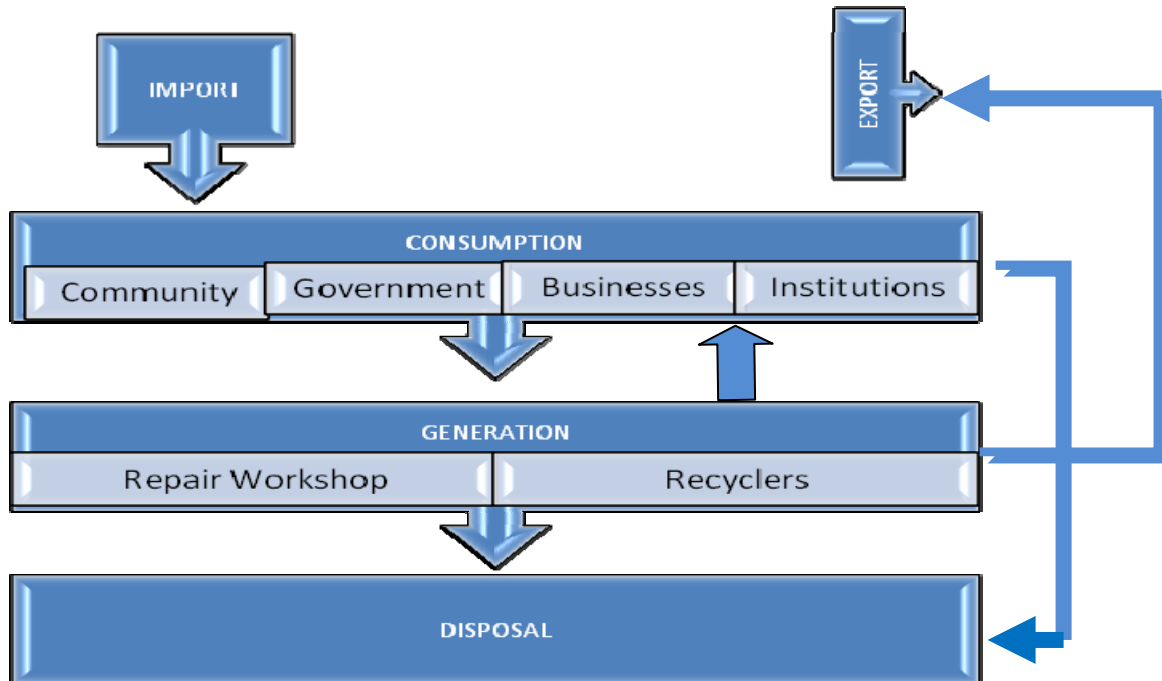 IMPORT
EXPORT
CONSUMPTION
Community Government Businesses Institutions
GENERATION
Repair Workshop Recyclers
DISPOSAL